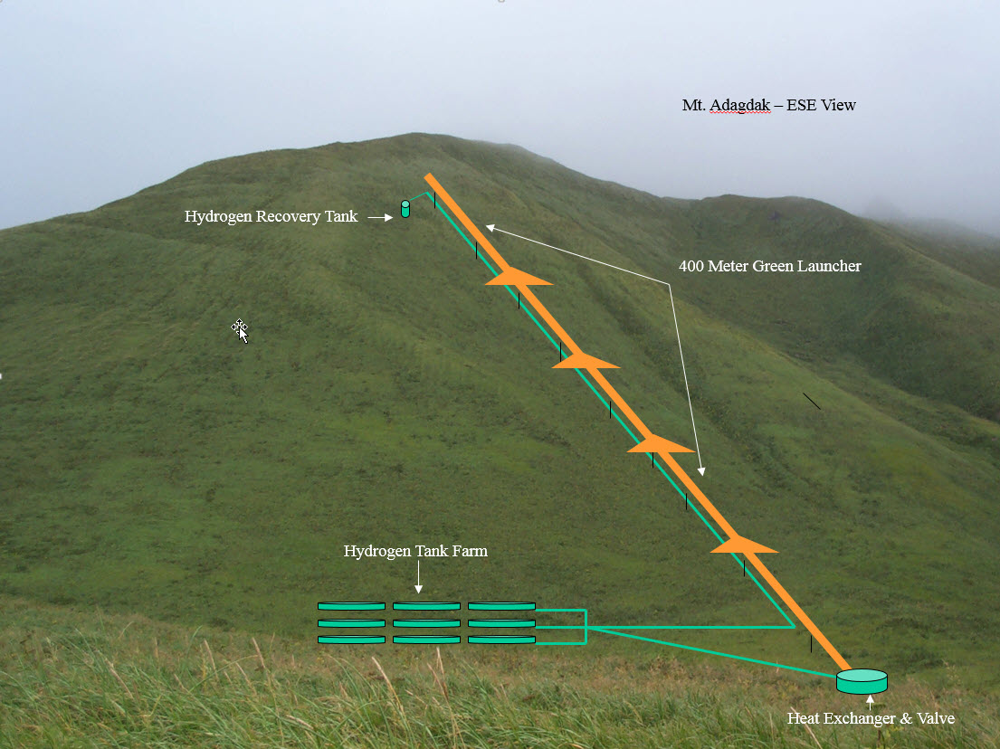 Mt. Adagdak – ESE View
Hydrogen Recovery Tank
400 Meter Green Launcher
Hydrogen Tank Farm
Heat Exchanger & Valve